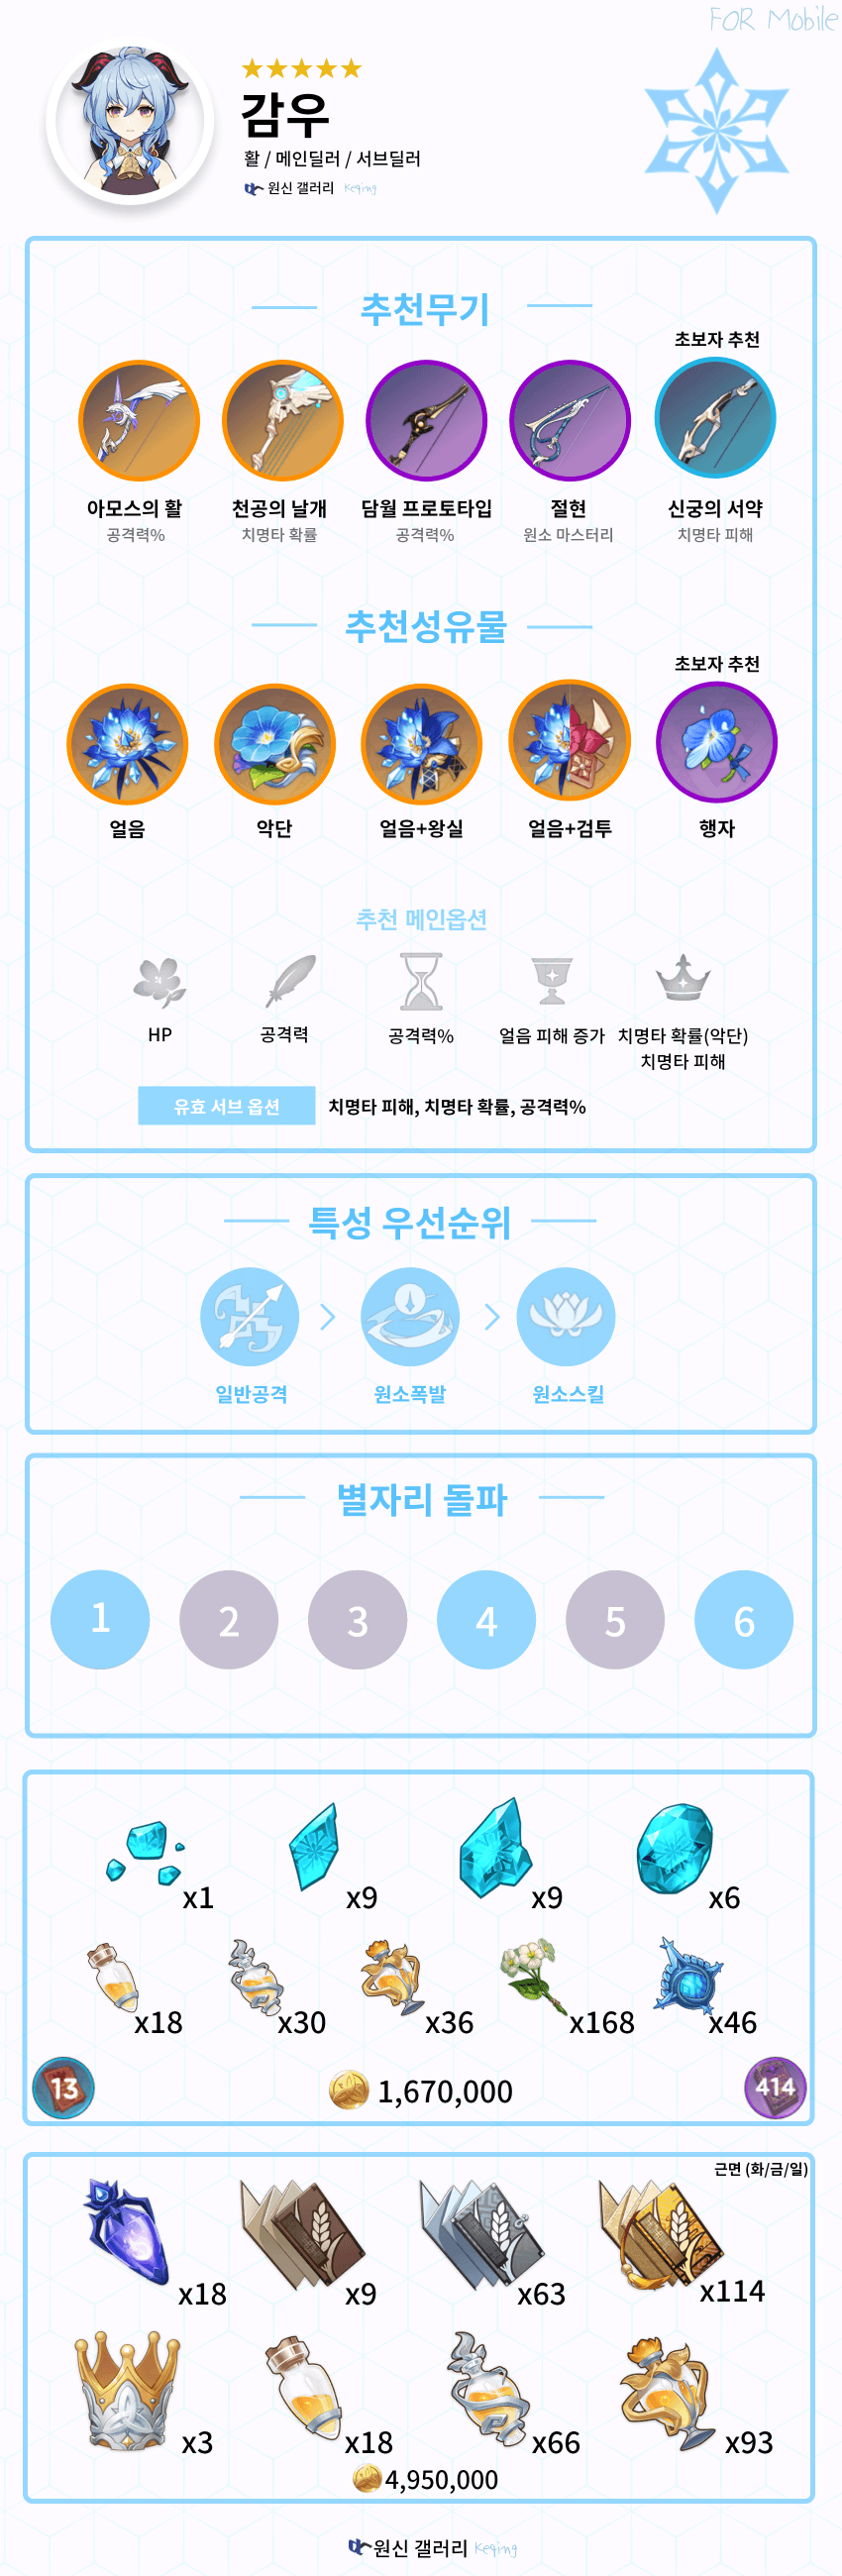 FOR Mobile
감우
활 / 메인딜러 / 서브딜러
원신 갤러리 Keqing
추천무기
초보자 추천
아모스의 활 천공의 날개 담월 프로토타입 절현 신궁의 서약
공격력% 치명타 확률 공격력% 원소 마스터리 치명타 피해
추천성유물
초보자 추천
얼음 악단 얼음+왕실 얼음+검투 행자
추천 메인옵션
HP 공격력 공격력% 얼음 피해 증가 치명타 확률(악단)
치명타 피해
유효 서브 옵션 치명타 피해, 치명타 확률, 공격력%
특성 우선순위
일반공격 원소폭발 원소스킬
별자리 돌파
1 2 3 4 5 6
x1 x9 x9 x6
x18 x30 x36 x168 x46
13 1,670,000 414
근면 (화/금/일)
x18 x9 x63 x114
x3 x18 x66 x93
4,950,000
원신 갤러리 Keqing